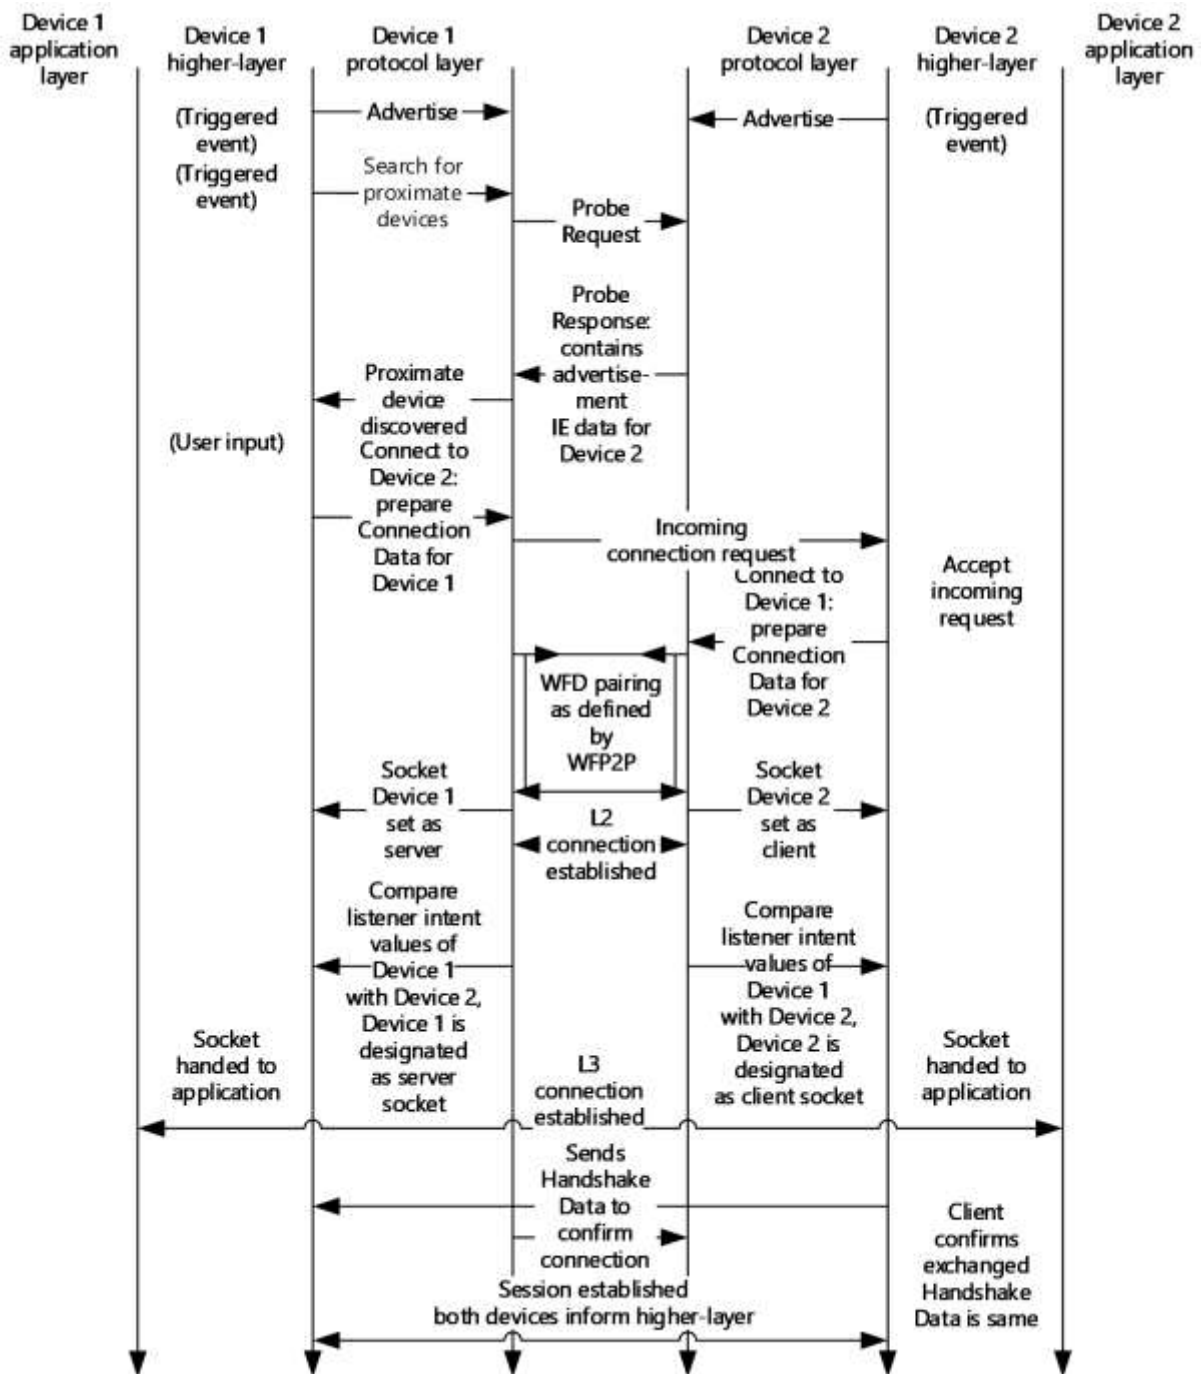 Device 1
application
layer
Device 1
higher-layer
Device 1
protocol layer
Device 2
protocol layer
Device 2
higher-layer
Device 2
application
layer
(Triggered
event)
Advertise
Advertise
(Triggered
event)
(Triggered
event)
Search for
proximate
devices
Probe
Request
Probe
Response:
contains
advertise-
ment
IE data for
Device 2
Proximate
device
discovered
(User input)
Connect to
Device 2:
prepare
Connection
Data for
Device 1
Incoming
connection request
Accept
incoming
request
Connect to
Device 1:
prepare
Connection
Data for
Device 2
WFD pairing
as defined
by
WFP2P
Socket
Device 1
set as
server
Socket
Device 2
set as
client
L2
connection
established
Compare
listener intent
values of
Device 1
with Device 2,
Device 1 is
designated
as server
socket
Compare
listener intent
values of
Device 1
with Device 2,
Device 2 is
designated
as client socket
Socket
handed to
application
L3
connection
established
Socket
handed to
application
Sends
Handshake
Data to
confirm
connection
Client
confirms
exchanged
Handshake
Data is same
Session established
both devices inform higher-layer